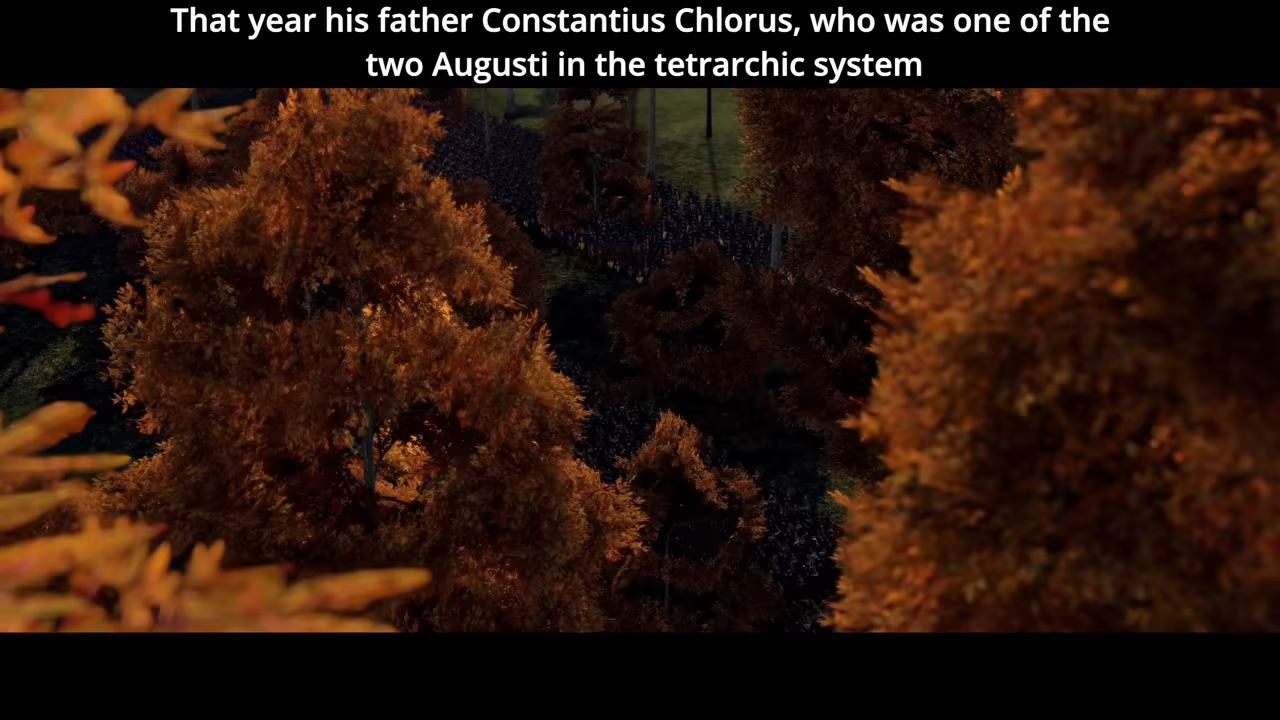 That year his father Constantius Chlorus, who was one of the
two Augusti in the tetrarchic system